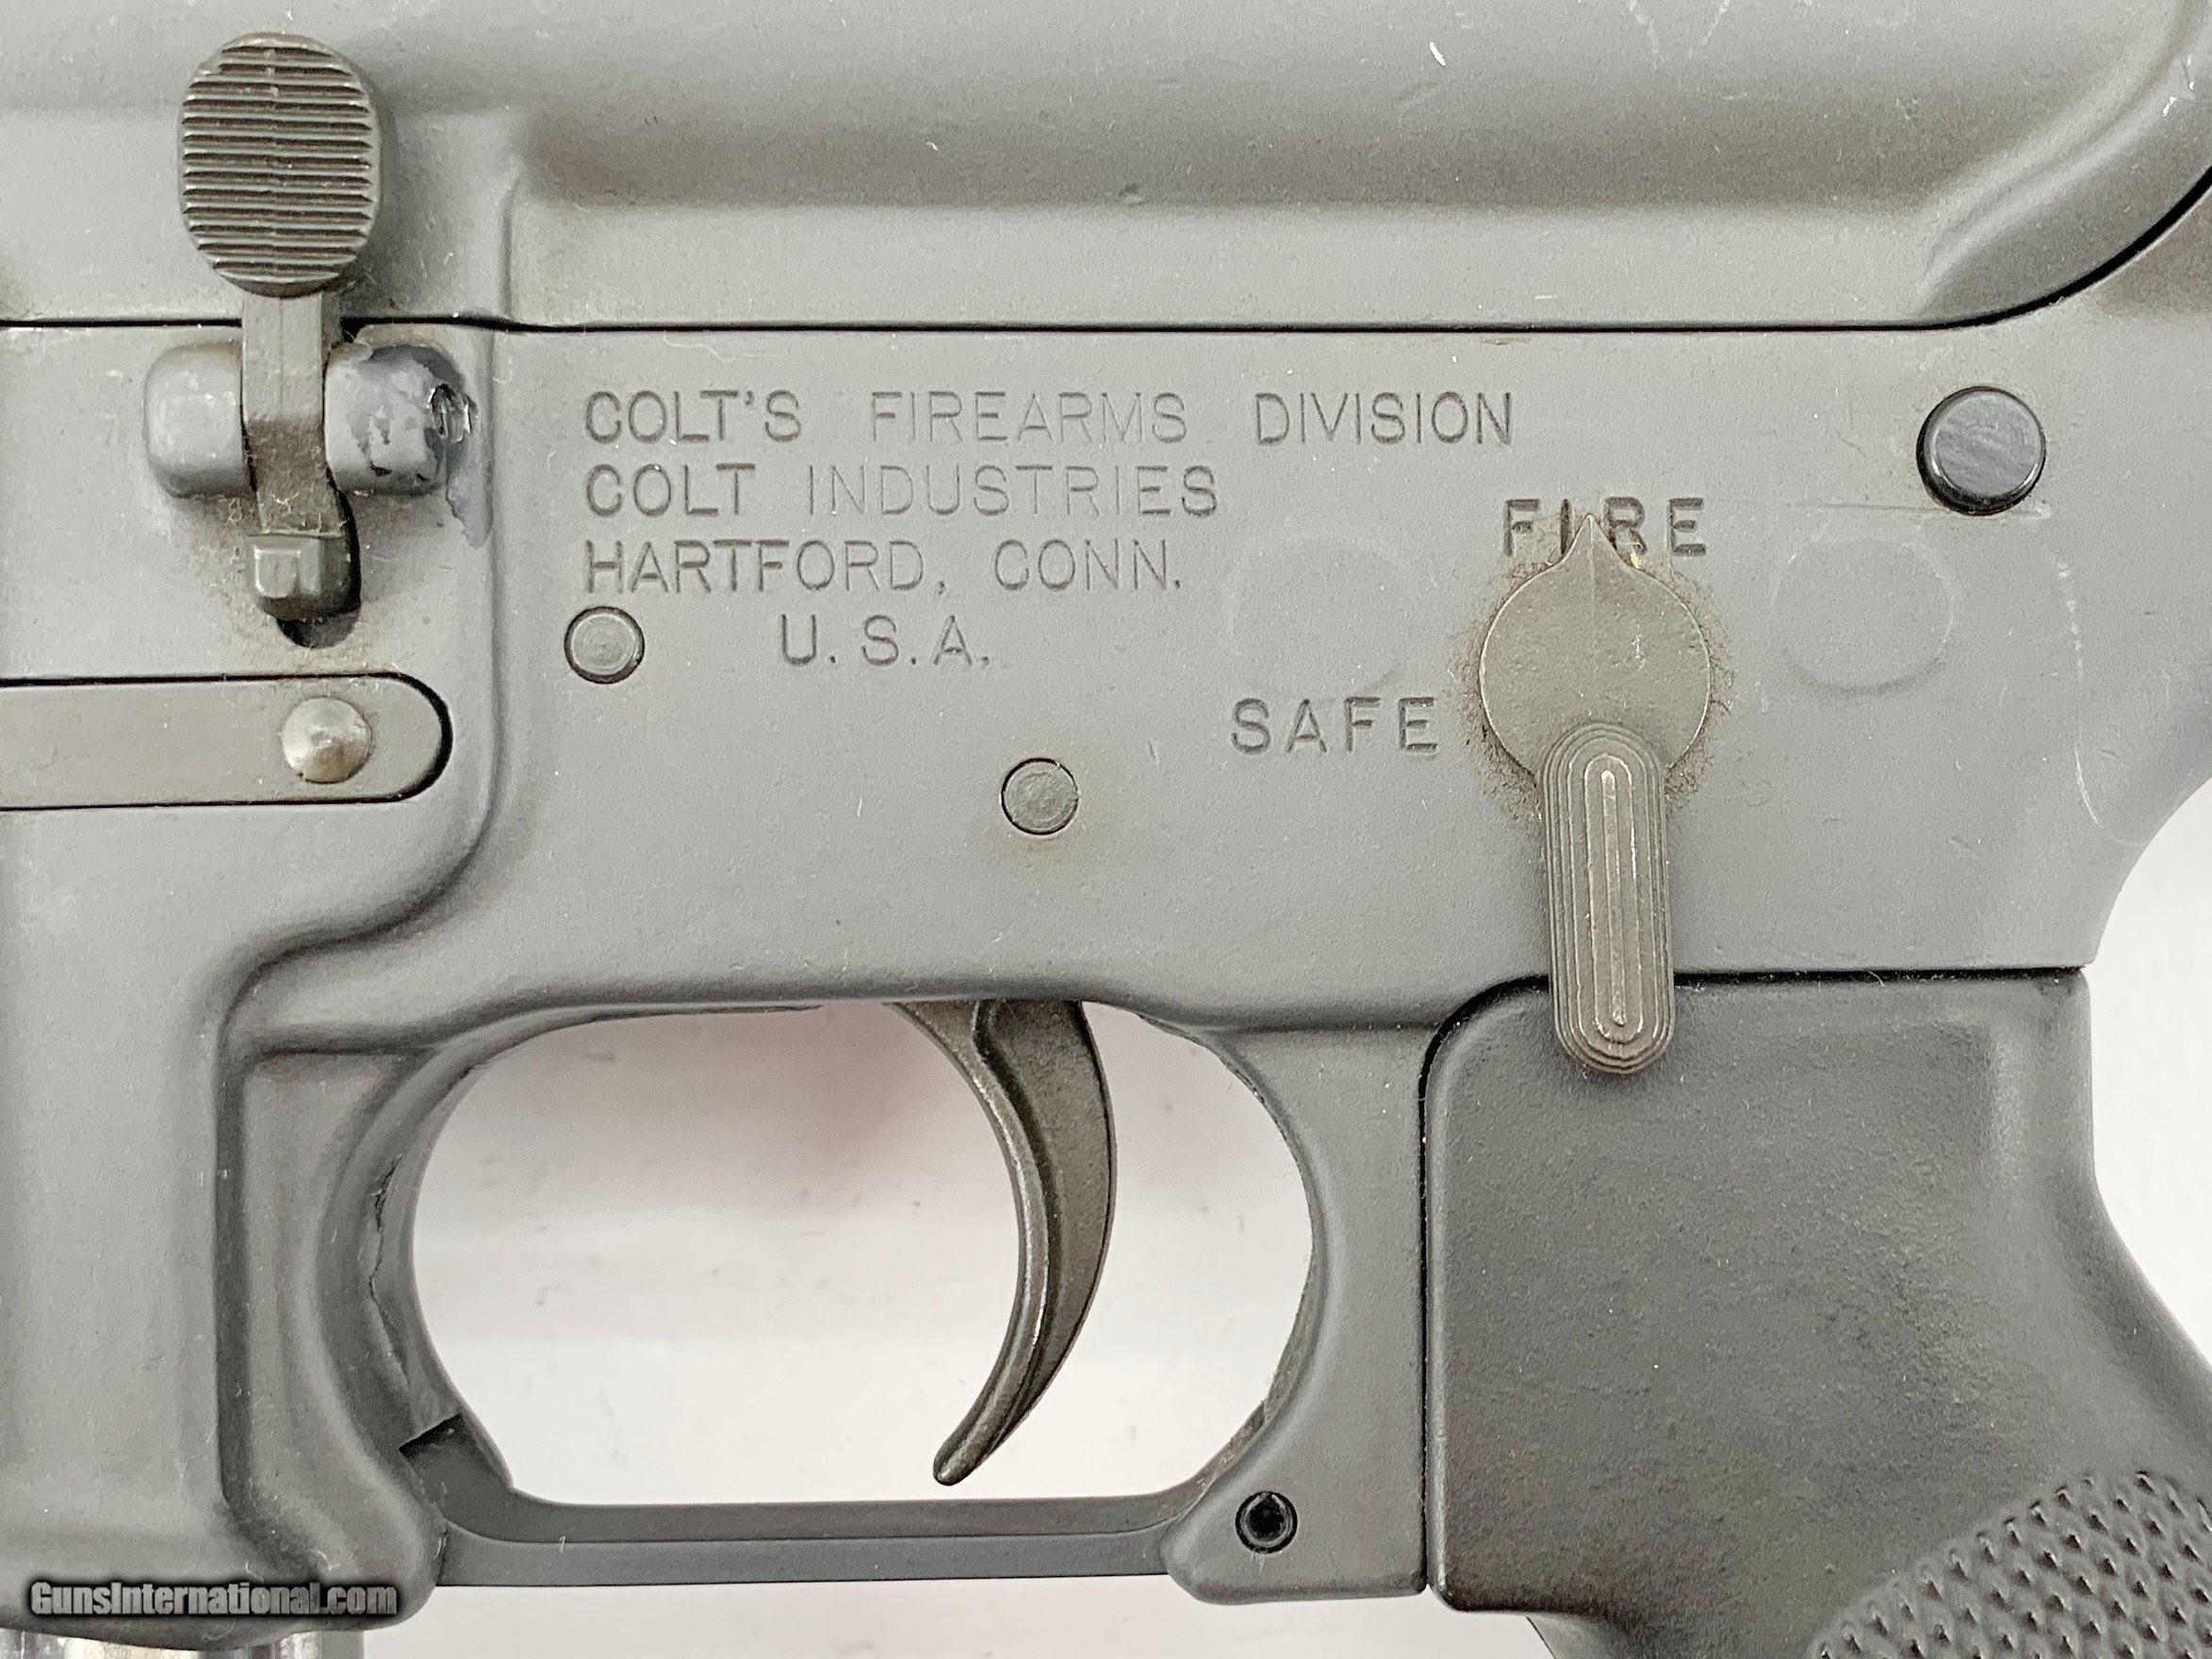 COLT'S FIREARMS DIVISION
COLT INDUSTRIES
HARTFORD, CONN.
U.S.A.
FIRE
SAFE
GunsInternational.com